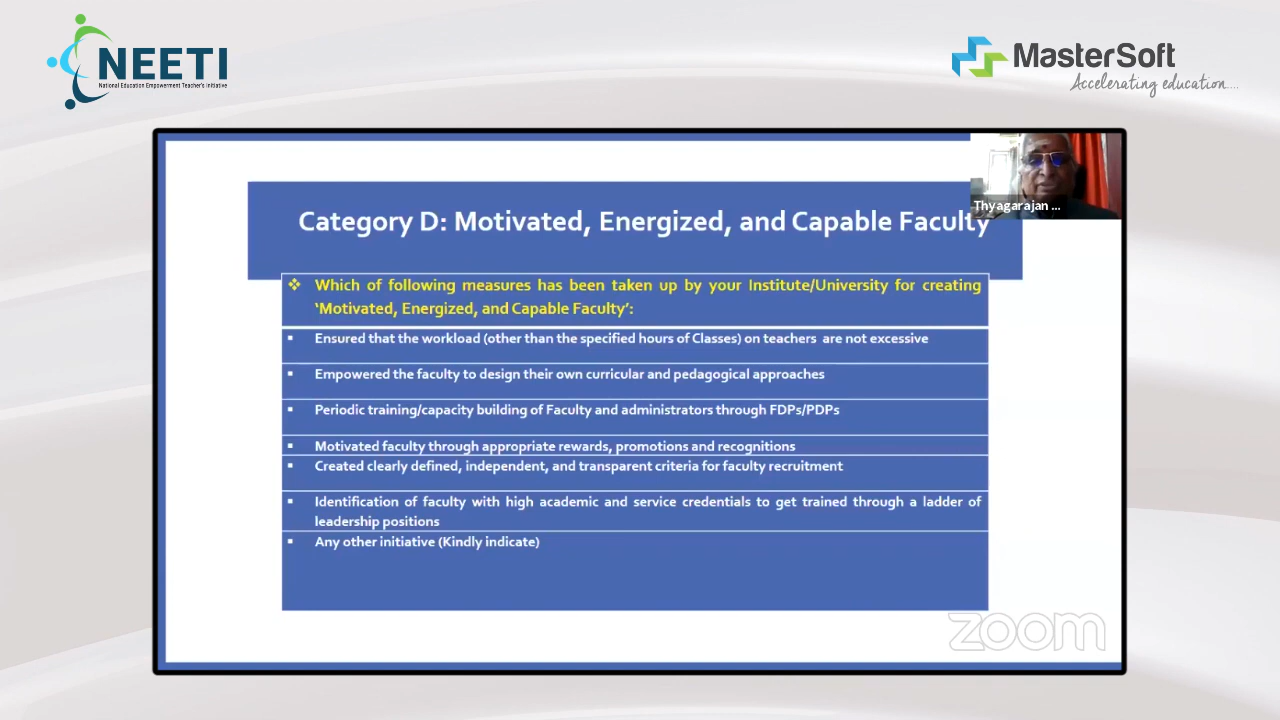 NEETI
National Education Empowerment Teacher's Initiative
MasterSoft
Accelerating education....
Thyagarajan ...
Category D: Motivated, Energized, and Capable Faculty
❖ Which of following measures has been taken up by your Institute/University for creating
'Motivated, Energized, and Capable Faculty':
▪ Ensured that the workload (other than the specified hours of Classes) on teachers are not excessive
▪ Empowered the faculty to design their own curricular and pedagogical approaches
▪ Periodic training/capacity building of Faculty and administrators through FDPs/PDPs
▪ Motivated faculty through appropriate rewards, promotions and recognitions
▪ Created clearly defined, independent, and transparent criteria for faculty recruitment
▪ Identification of faculty with high academic and service credentials to get trained through a ladder of
leadership positions
▪ Any other initiative (Kindly indicate)
zoom